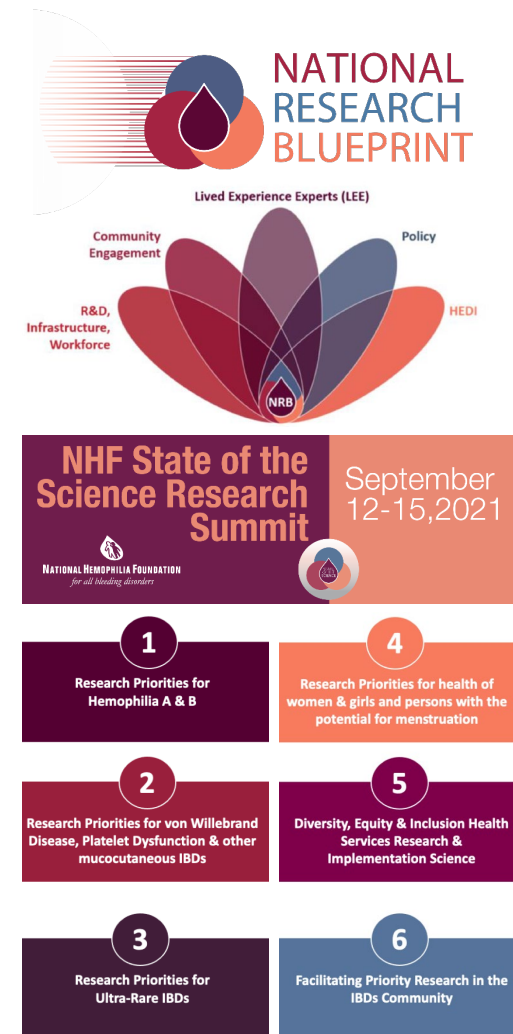 NATIONAL
RESEARCH
BLUEPRINT
Lived Experience Experts (LEE)
Community
Engagement
Policy
R&D,
Infrastructure,
Workforce
HEDI
NRB
NHF State of the
Science Research
Summit
September
12-15,2021
NATIONAL HEMOPHILIA FOUNDATION
for all bleeding disorders
1
Research Priorities for
Hemophilia A & B
4
Research Priorities for health of
women & girls and persons with the
potential for menstruation
2
Research Priorities for von Willebrand
Disease, Platelet Dysfunction & other
mucocutaneous IBDs
5
Diversity, Equity & Inclusion Health
Services Research &
Implementation Science
3
Research Priorities for
Ultra-Rare IBDs
6
Facilitating Priority Research in the
IBDs Community